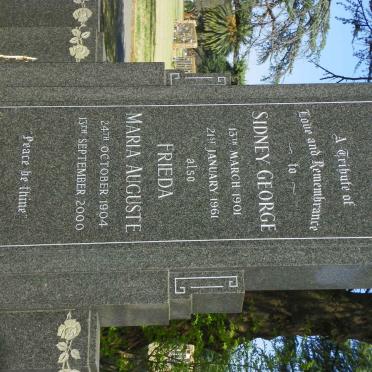 A Tribute of
Love and Remembrance
~ to ~
SIDNEY GEORGE
13TH MARCH 1901
21ST JANUARY 1961
also
FRIEDA
MARIA AUGUSTE
24TH OCTOBER 1904
13TH SEPTEMBER 2000
"Peace be thine"